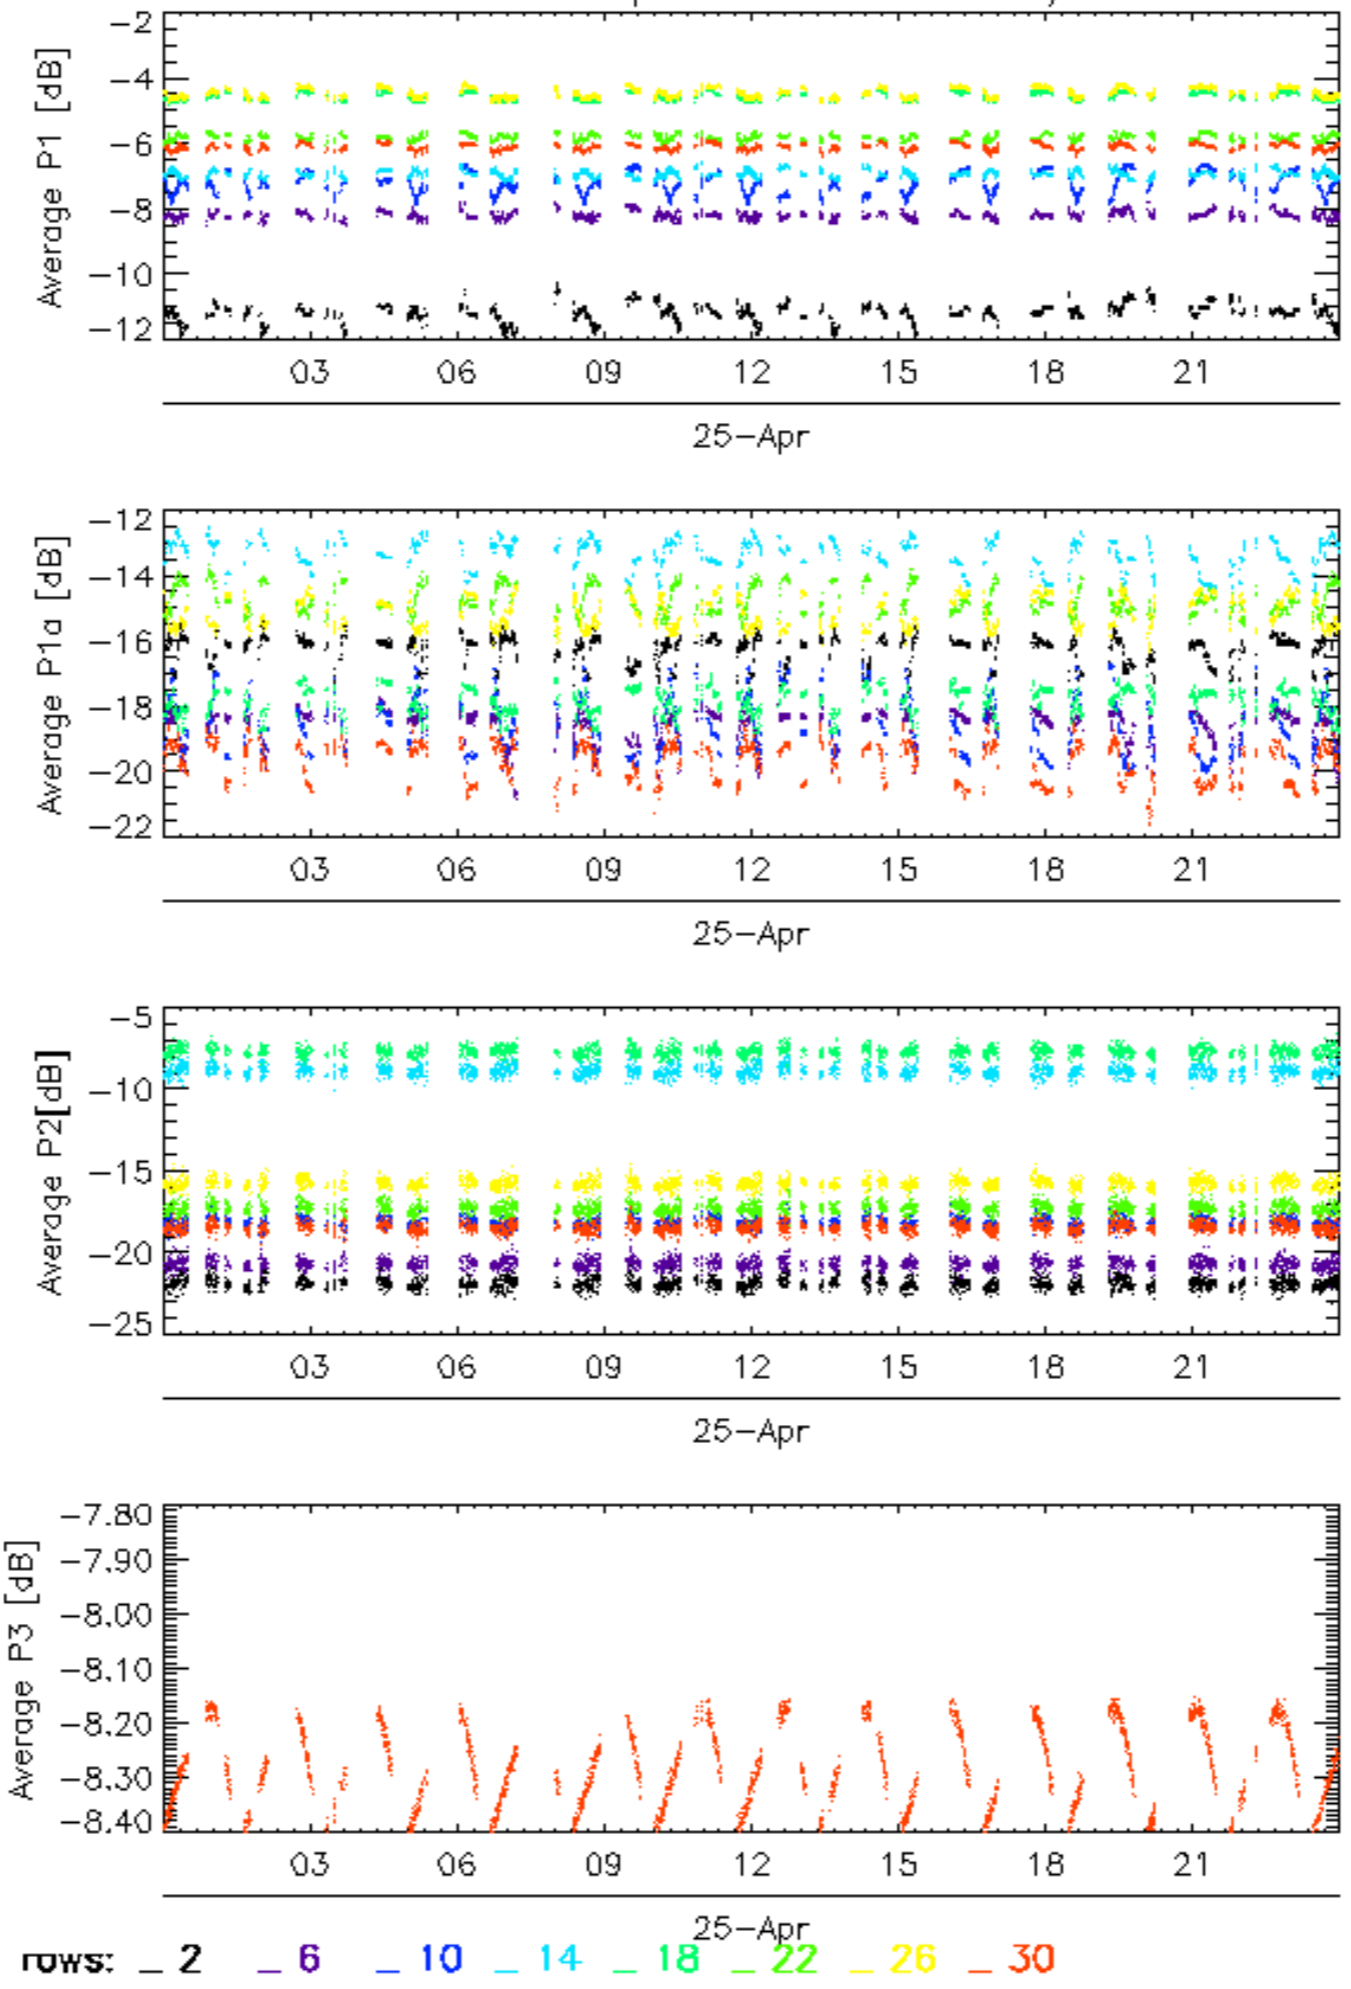 Average P1 [dB]
-2
-4
-6
-8
-10
-12
03 06 09 12 15 18 21
25-Apr
Average P1a [dB]
-12
-14
-16
-18
-20
-22
03 06 09 12 15 18 21
25-Apr
Average P2[dB]
-5
-10
-15
-20
-25
03 06 09 12 15 18 21
25-Apr
Average P3 [dB]
-7.80
-7.90
-8.00
-8.10
-8.20
-8.30
-8.40
03 06 09 12 15 18 21
25-Apr
rows: _ 2 _ 6 _ 10 _ 14 _ 18 _ 22 _ 26 _ 30